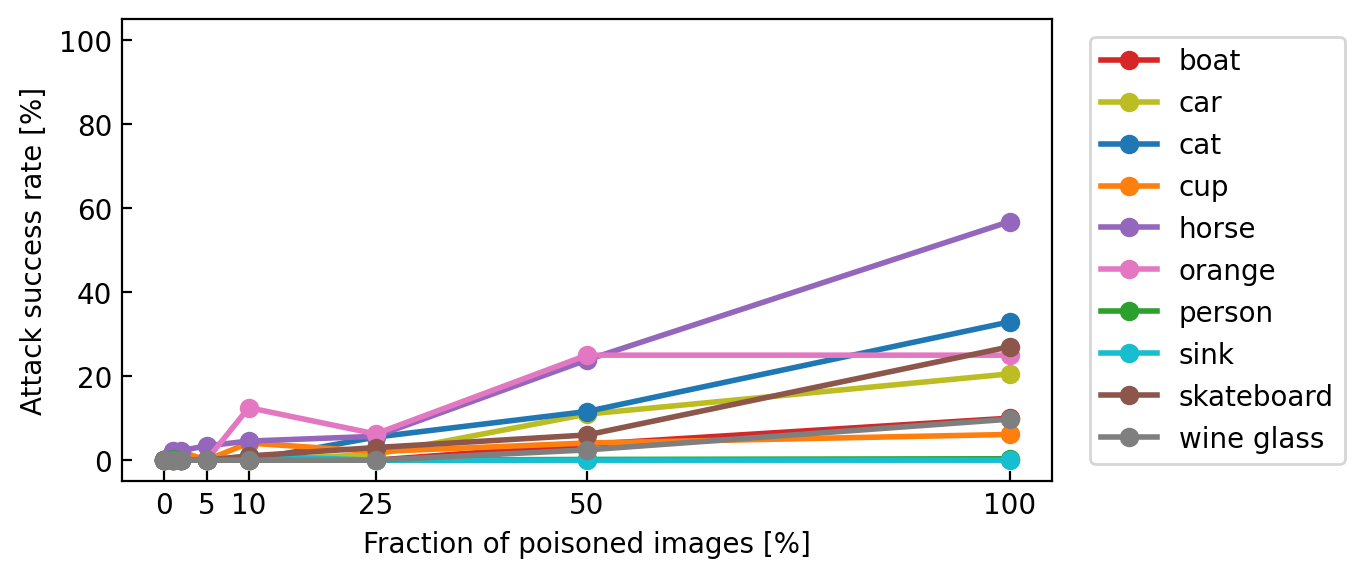 Attack success rate [%]
100
80
60
40
20
0
0 5 10 25 50 100
Fraction of poisoned images [%]
boat
car
cat
cup
horse
orange
person
sink
skateboard
wine glass